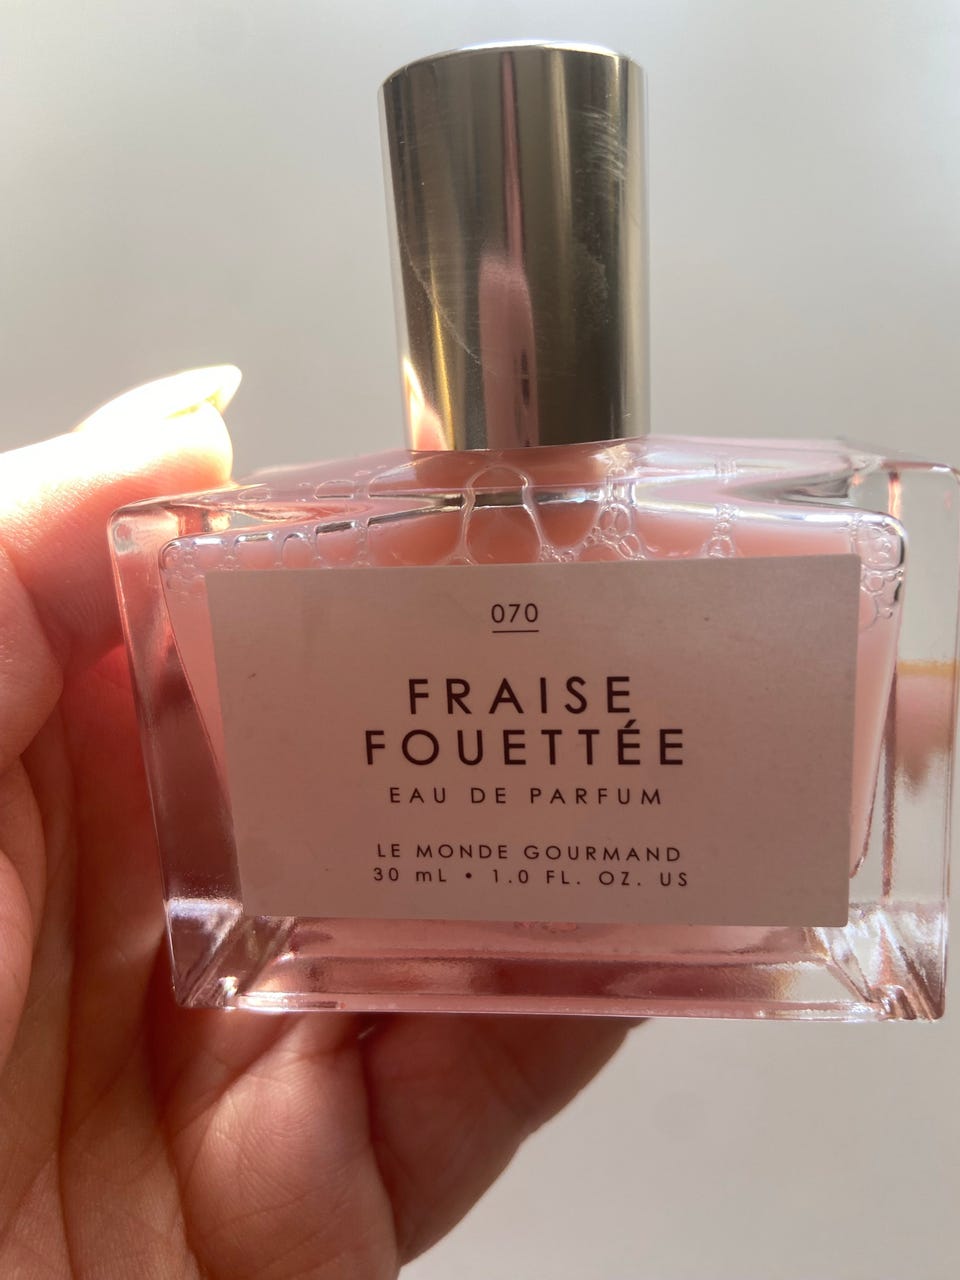 070
FRAISE
FOUETTÉE
EAU DE PARFUM
LE MONDE GOURMAND
30 mL • 1.0 FL. OZ. US